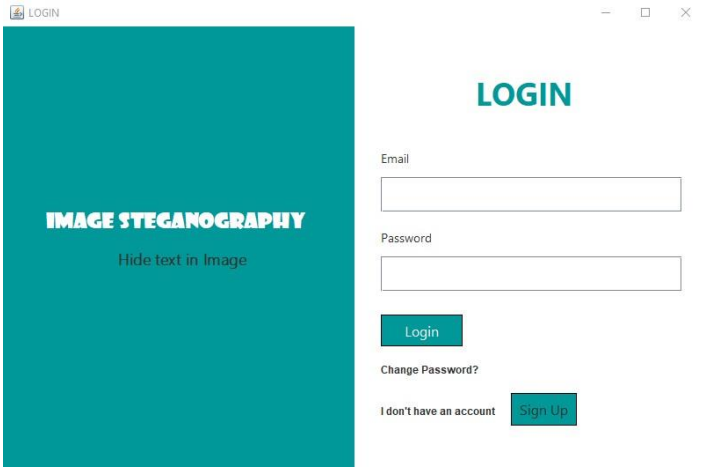 LOGIN
IMAGE STEGANOGRAPHY
Hide text in Image
LOGIN
Email
Password
Login
Change Password?
I don't have an account Sign Up